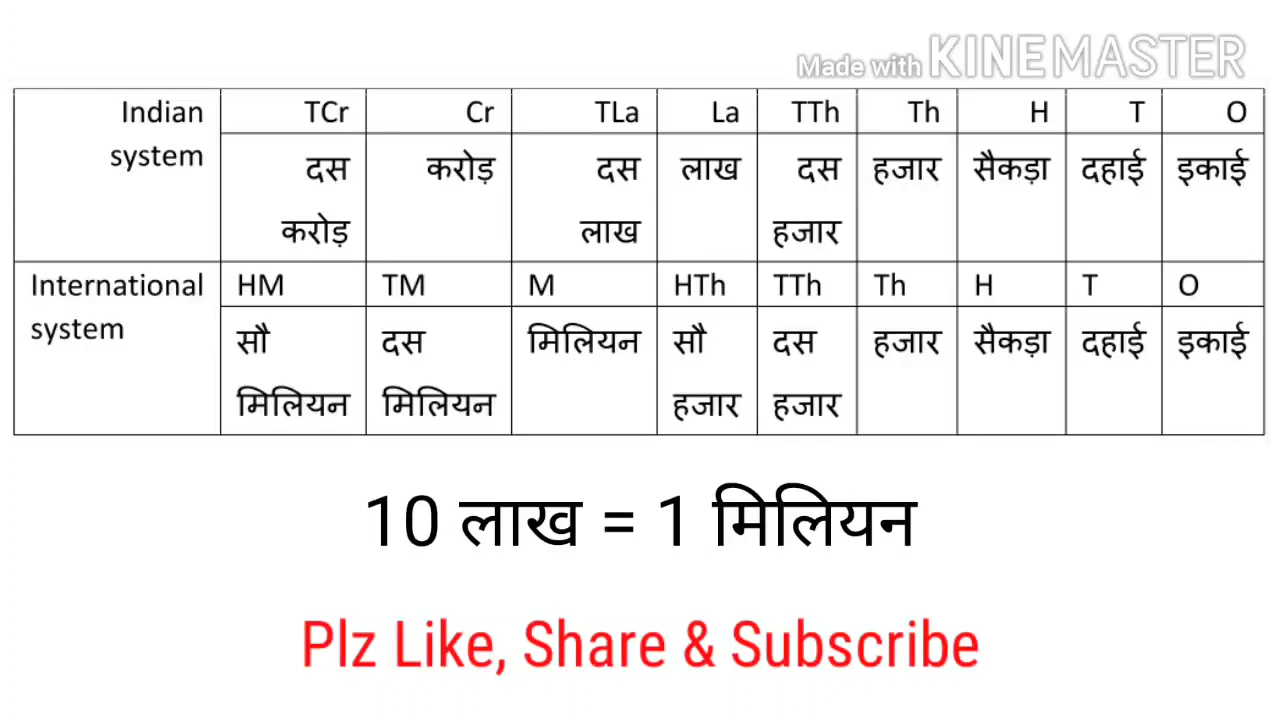 Made with KINEMASTER
Indian system TCr Cr TLa La TTh Th H T O
दस करोड़ करोड़ दस लाख लाख दस हजार हजार सैकड़ा दहाई इकाई
International system HM TM M HTh TTh Th H T O
सौ मिलियन दस मिलियन मिलियन सौ हजार दस हजार हजार सैकड़ा दहाई इकाई
10 लाख = 1 मिलियन
Plz Like, Share & Subscribe